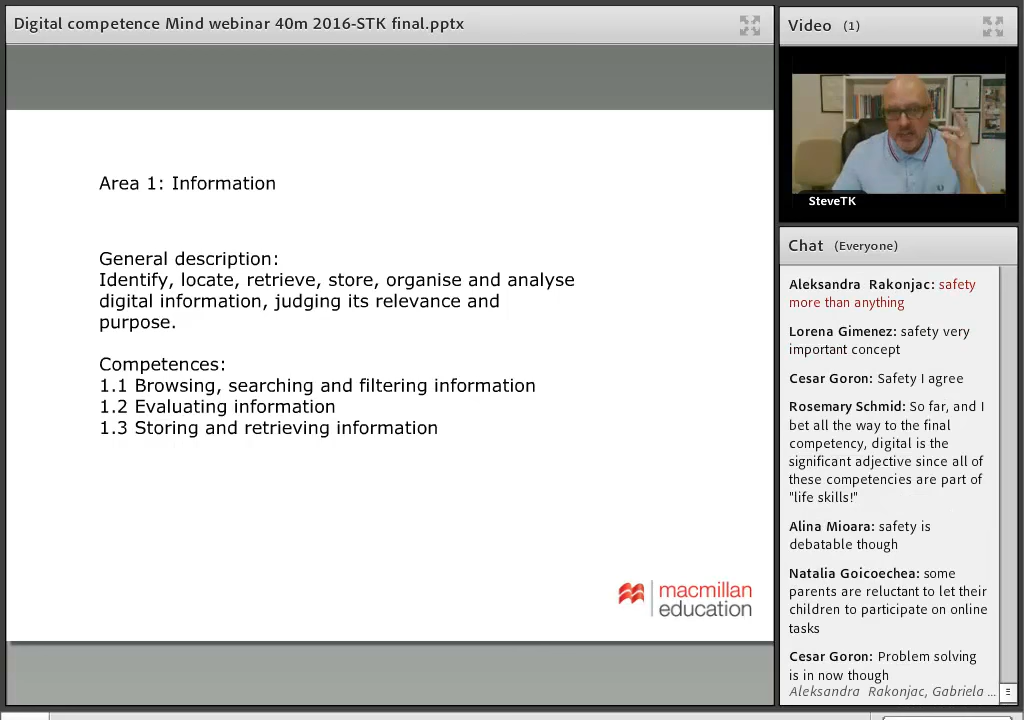 Digital competence Mind webinar 40m 2016-STK final.pptx
Area 1: Information
General description:
Identify, locate, retrieve, store, organise and analyse
digital information, judging its relevance and
purpose.
Competences:
1.1 Browsing, searching and filtering information
1.2 Evaluating information
1.3 Storing and retrieving information
macmillan
education
Video (1)
SteveTK
Chat (Everyone)
Aleksandra Rakonjac: safety
more than anything
Lorena Gimenez: safety very
important concept
Cesar Goron: Safety I agree
Rosemary Schmid: So far, and I
bet all the way to the final
competency, digital is the
significant adjective since all of
these competencies are part of
"life skills!"
Alina Mioara: safety is
debatable though
Natalia Goicoechea: some
parents are reluctant to let their
children to participate on online
tasks
Cesar Goron: Problem solving
is in now though
Aleksandra Rakonjac, Gabriela ...